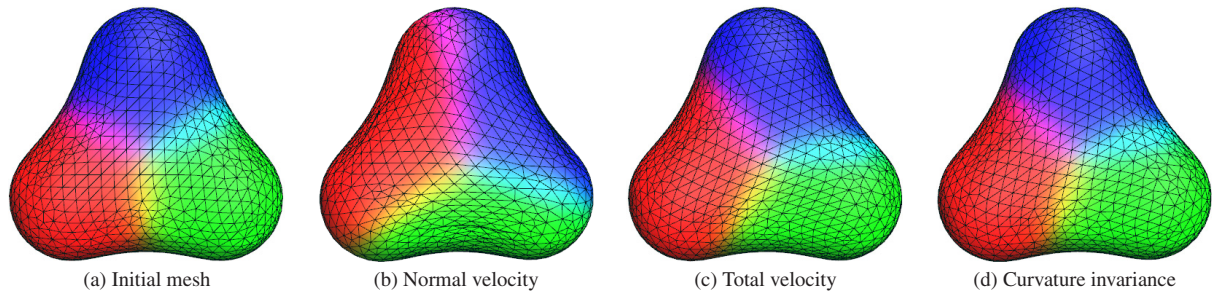 (a) Initial mesh
(b) Normal velocity
(c) Total velocity
(d) Curvature invariance